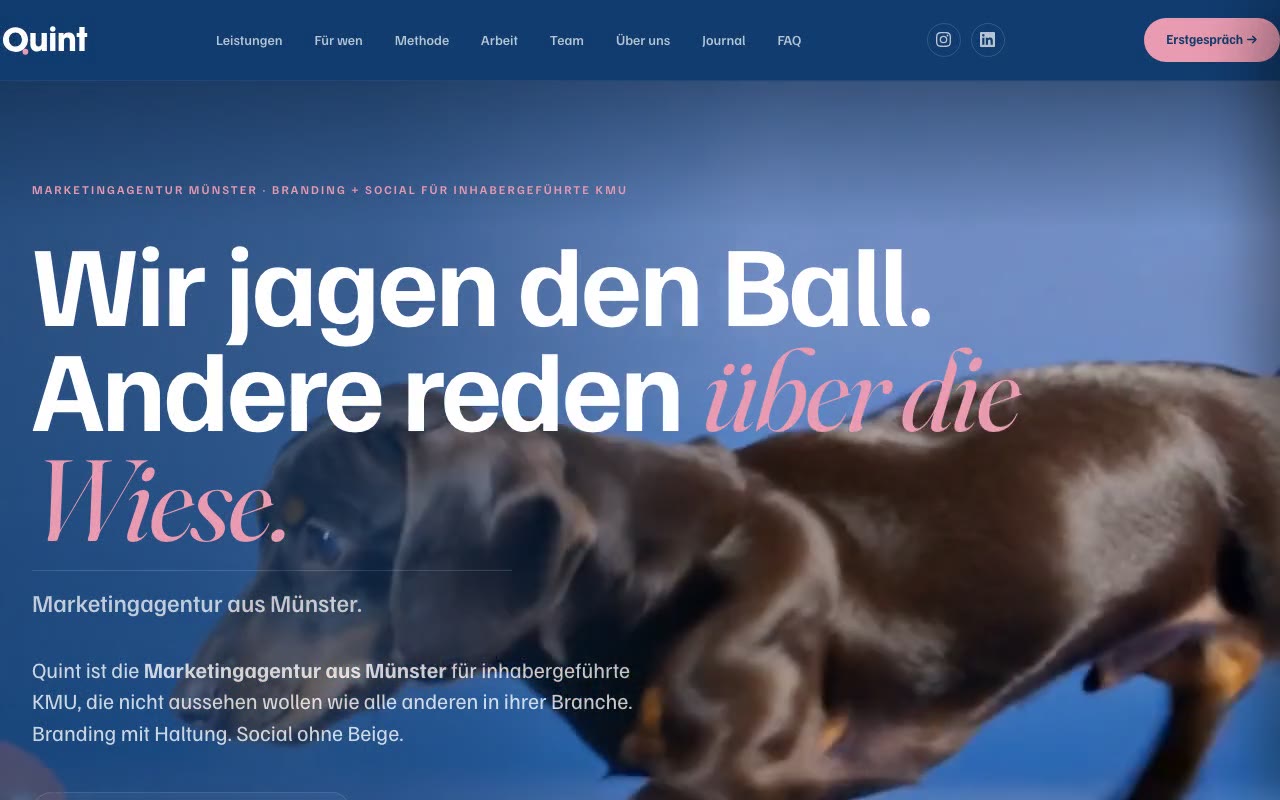 Quint
Leistungen Für wen Methode Arbeit Team Über uns Journal FAQ
Erstgespräch →
MARKETINGAGENTUR MÜNSTER · BRANDING + SOCIAL FÜR INHABERGEFÜHRTE KMU
Wir jagen den Ball.
Andere reden über die
Wiese.
Marketingagentur aus Münster.
Quint ist die Marketingagentur aus Münster für inhabergeführte
KMU, die nicht aussehen wollen wie alle anderen in ihrer Branche.
Branding mit Haltung. Social ohne Beige.